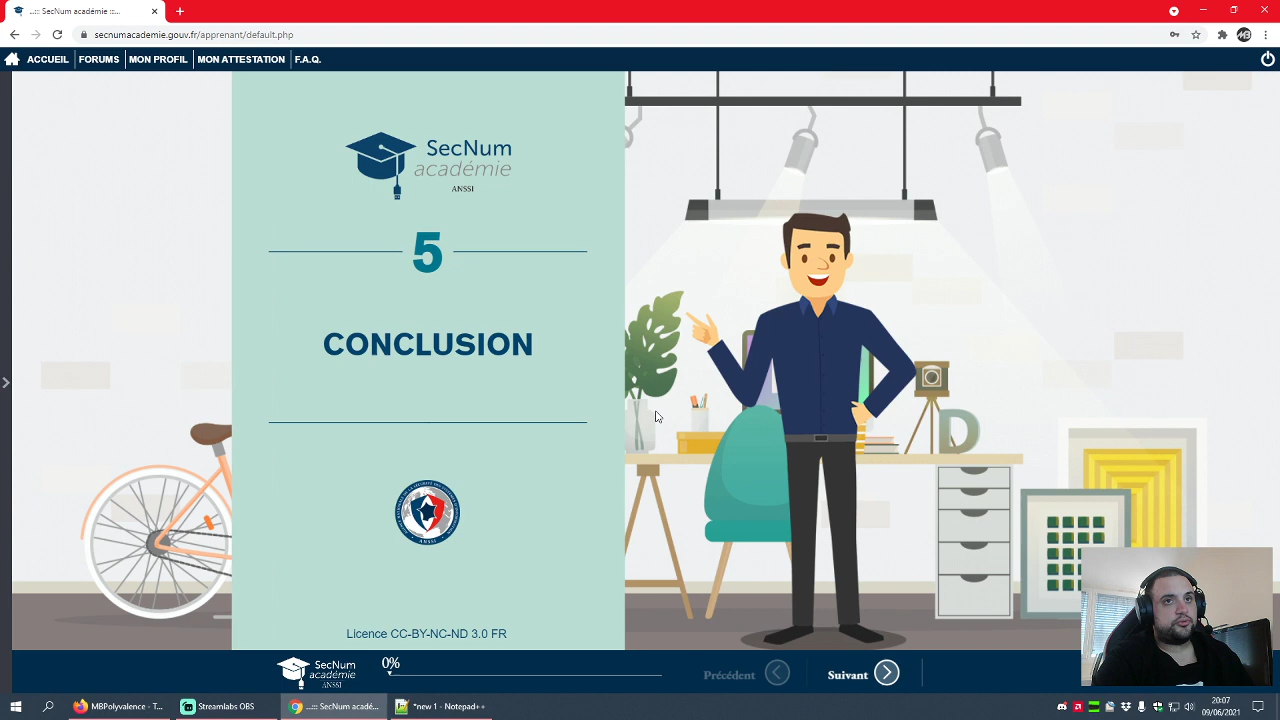 ..:: SecNum académie ::..
secnumacademie.gouv.fr/apprenant/default.php
ACCUEIL FORUMS MON PROFIL MON ATTESTATION F.A.Q.
SecNum
académie
ANSSI
5
CONCLUSION
ANSSI
Licence CC-BY-NC-ND 3.0 FR
D
SecNum
académie
ANSSI
0%
Précédent
Suivant
MBPolyvalence - T...
Streamlabs OBS
..:: SecNum acadé...
*new 1 - Notepad++
20:07
09/06/2021